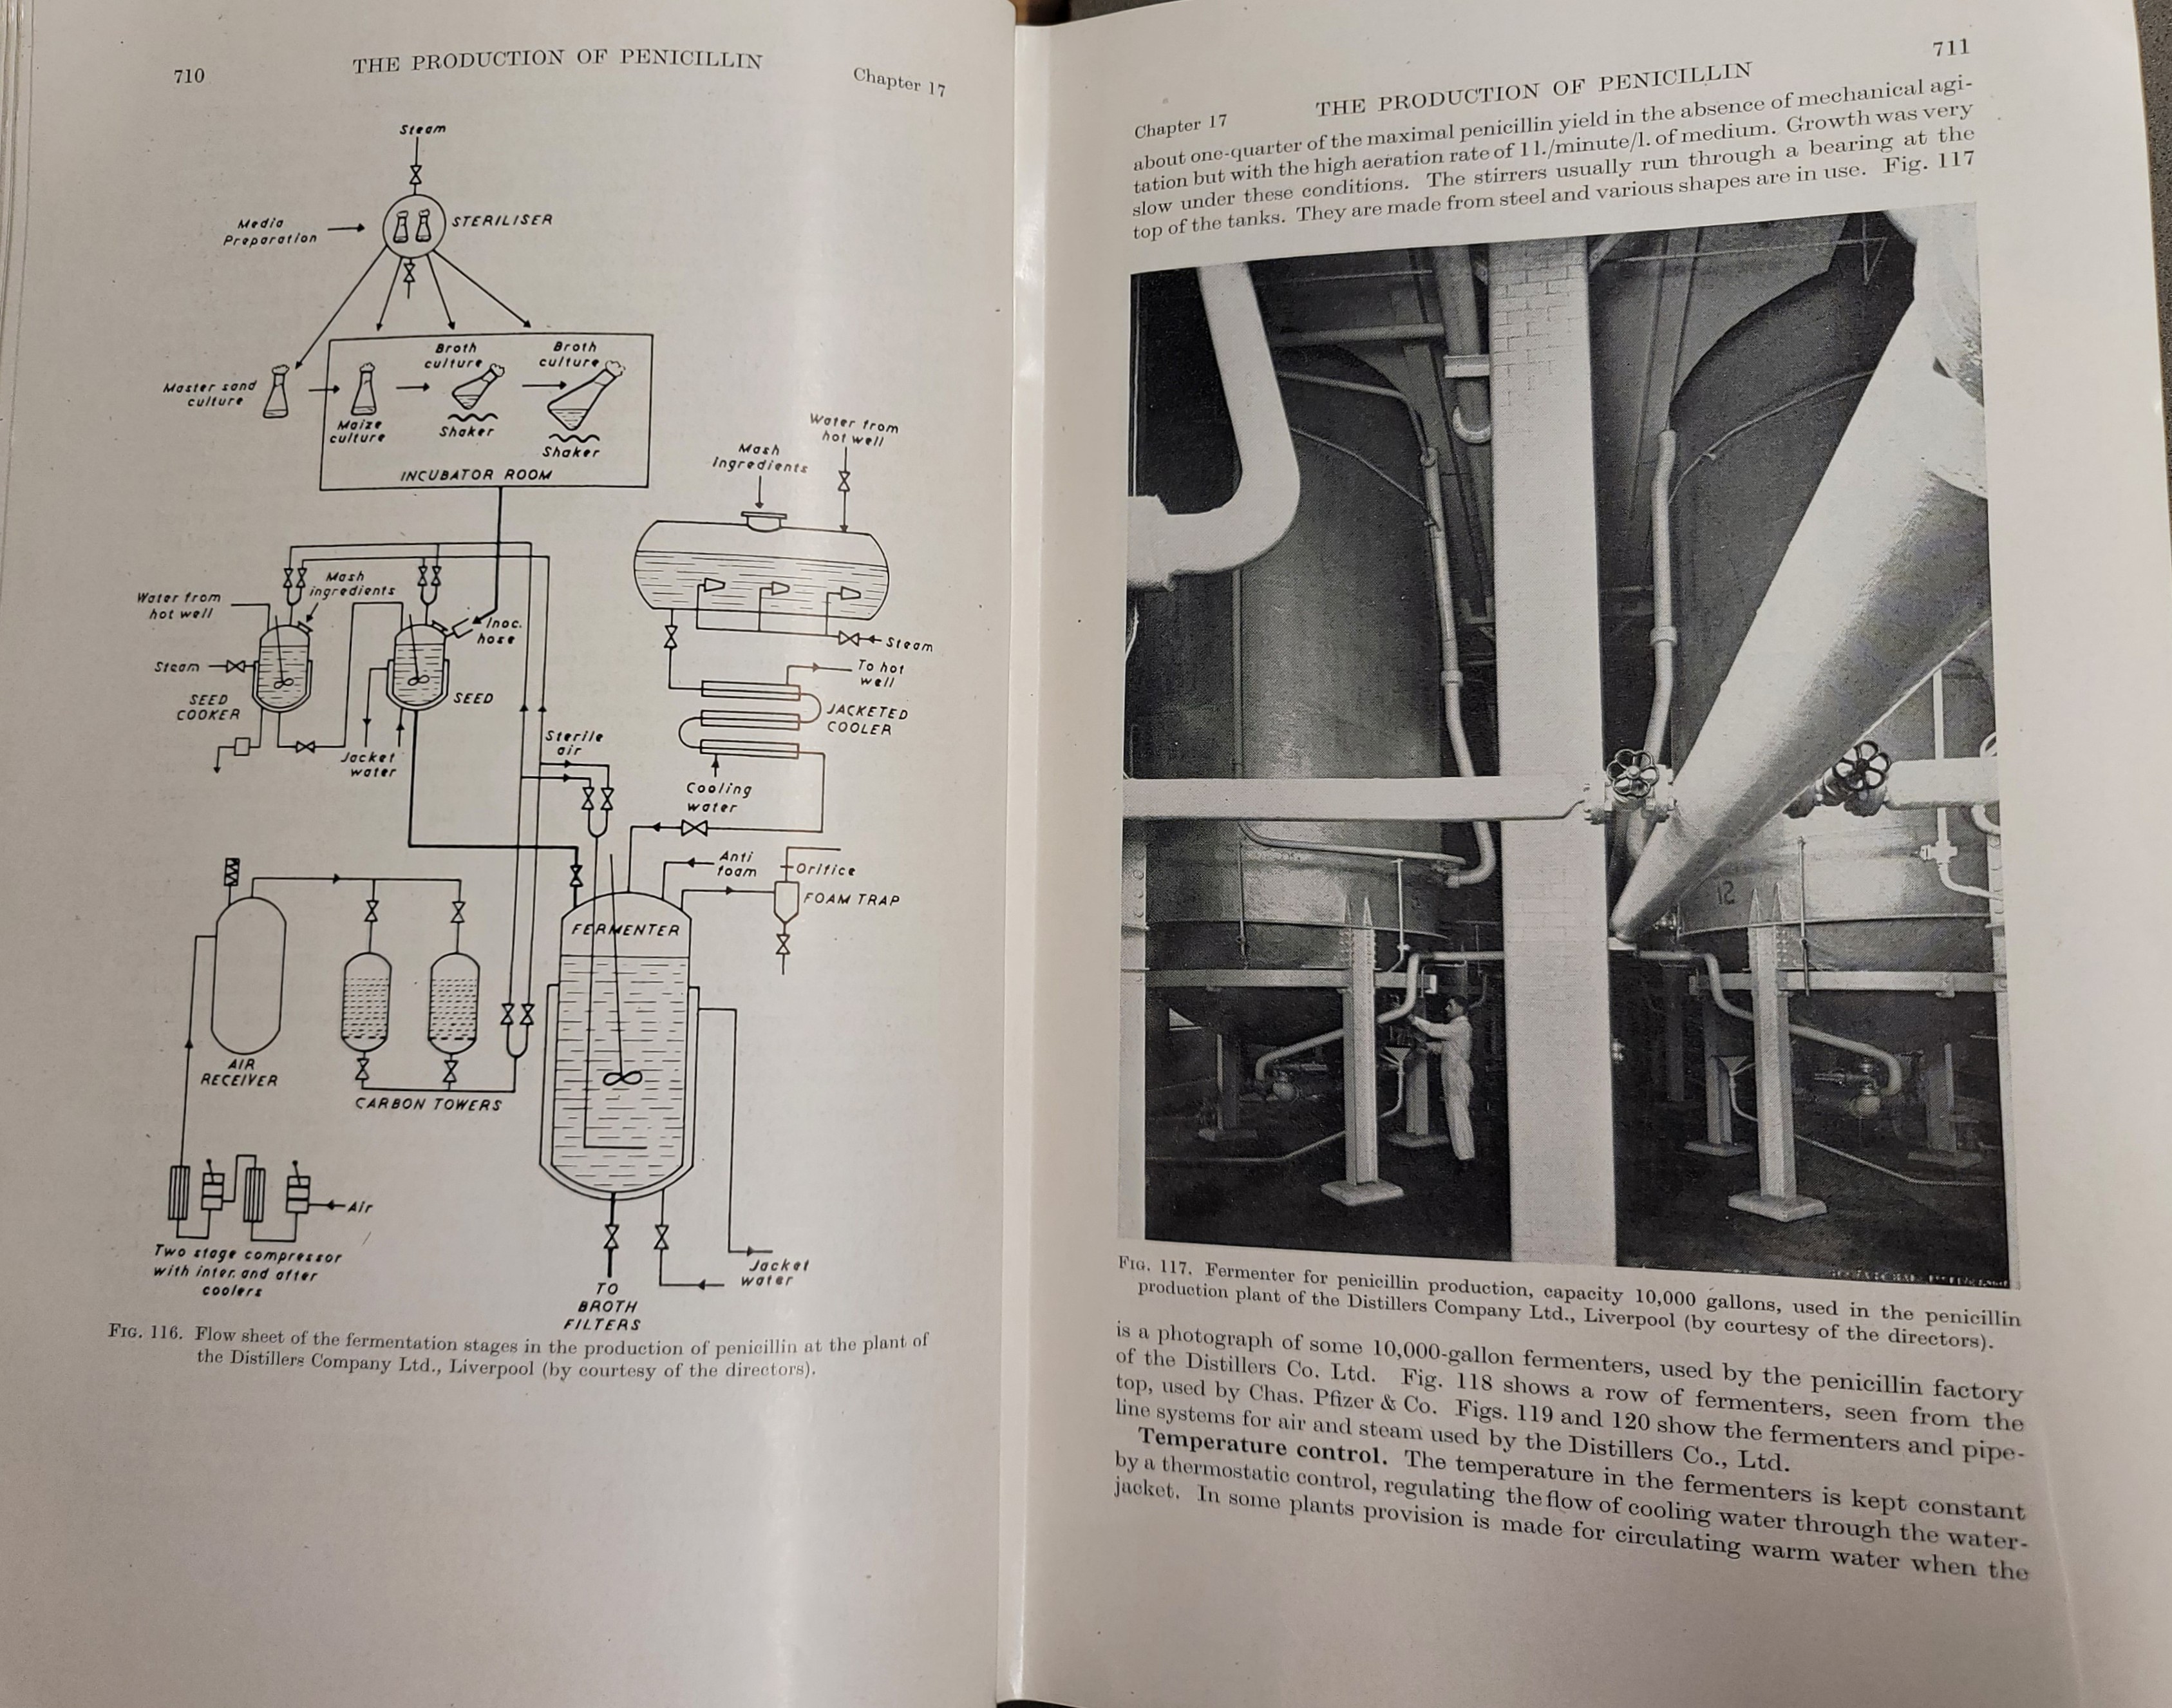 710
THE PRODUCTION OF PENICILLIN
Chapter 17
Steam
Media
Preparation
STERILISER
Broth
culture
Broth
culture
Master sand
culture
Maize
culture
Shaker
Shaker
INCUBATOR ROOM
Water from
hot well
Mash
Ingredients
Mash
ingredients
Water from
hot well
Inoc.
hose
Steam
Steam
To hot
well
SEED
COOKER
SEED
JACKETED
COOLER
Sterile
air
Jacket
water
Cooling
water
Anti
foam
Orifice
FOAM TRAP
FERMENTER
AIR
RECEIVER
CARBON TOWERS
Air
Two stage compressor
with inter. and after
coolers
Jacket
water
TO
BROTH
FILTERS
FIG. 116. Flow sheet of the fermentation stages in the production of penicillin at the plant of
the Distillers Company Ltd., Liverpool (by courtesy of the directors).
711
THE PRODUCTION OF PENICILLIN
Chapter 17
about one-quarter of the maximal penicillin yield in the absence of mechanical agi-
tation but with the high aeration rate of 1 l./minute/l. of medium. Growth was very
slow under these conditions. The stirrers usually run through a bearing at the
top of the tanks. They are made from steel and various shapes are in use. Fig. 117
12
FIG. 117. Fermenter for penicillin production, capacity 10,000 gallons, used in the penicillin
production plant of the Distillers Company Ltd., Liverpool (by courtesy of the directors).
is a photograph of some 10,000-gallon fermenters, used by the penicillin factory
of the Distillers Co. Ltd. Fig. 118 shows a row of fermenters, seen from the
top, used by Chas. Pfizer & Co. Figs. 119 and 120 show the fermenters and pipe-
line systems for air and steam used by the Distillers Co., Ltd.
Temperature control. The temperature in the fermenters is kept constant
by a thermostatic control, regulating the flow of cooling water through the water-
jacket. In some plants provision is made for circulating warm water when the